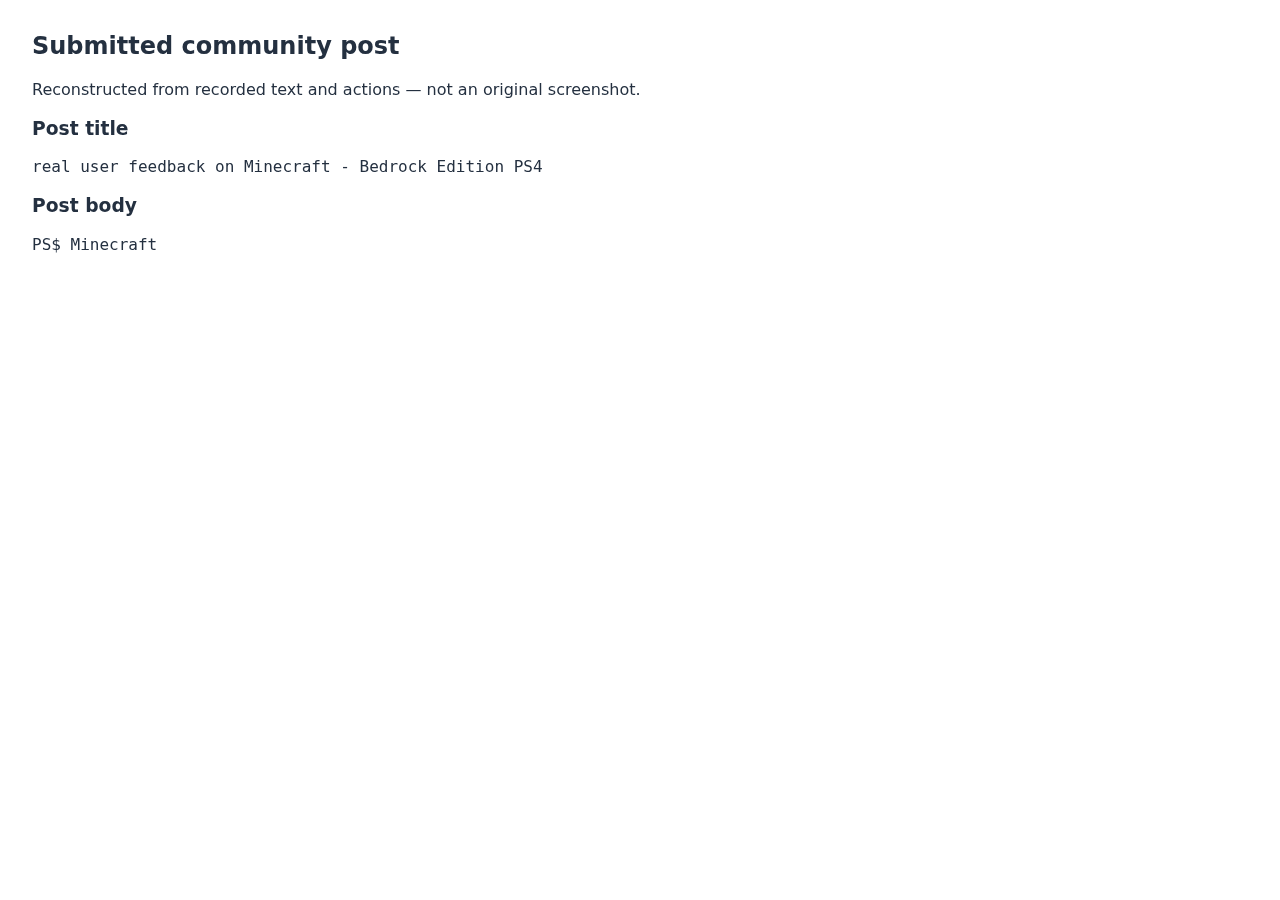 Submitted community post
Reconstructed from recorded text and actions — not an original screenshot.
Post title
real user feedback on Minecraft - Bedrock Edition PS4
Post body
PS$ Minecraft